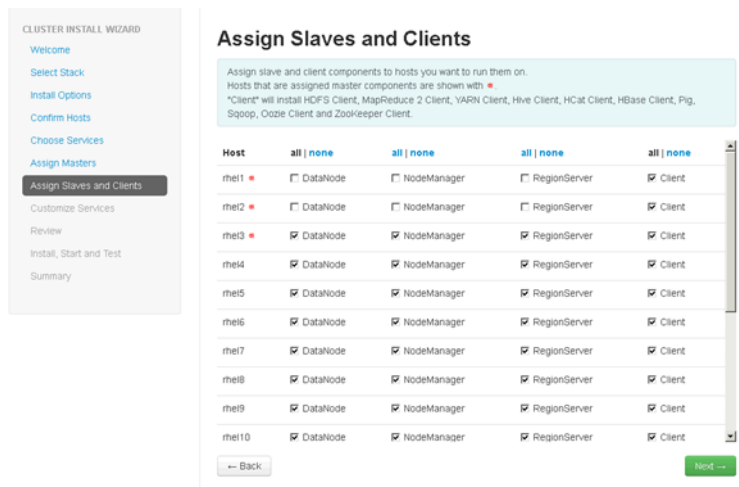 CLUSTER INSTALL WIZARD
Welcome
Select Stack
Install Options
Confirm Hosts
Choose Services
Assign Masters
Assign Slaves and Clients
Customize Services
Review
Install, Start and Test
Summary
Assign Slaves and Clients
Assign slave and client components to hosts you want to run them on.
Hosts that are assigned master components are shown with *.
"Client" will install HDFS Client, MapReduce 2 Client, YARN Client, Hive Client, HCat Client, HBase Client, Pig,
Sqoop, Oozie Client and ZooKeeper Client.
Host all | none all | none all | none all | none
rhel1 * DataNode NodeManager RegionServer Client
rhel2 * DataNode NodeManager RegionServer Client
rhel3 * DataNode NodeManager RegionServer Client
rhel4 DataNode NodeManager RegionServer Client
rhel5 DataNode NodeManager RegionServer Client
rhel6 DataNode NodeManager RegionServer Client
rhel7 DataNode NodeManager RegionServer Client
rhel8 DataNode NodeManager RegionServer Client
rhel9 DataNode NodeManager RegionServer Client
rhel10 DataNode NodeManager RegionServer Client
← Back Next →